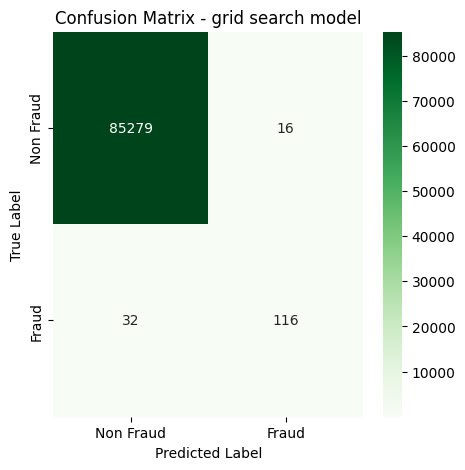 Confusion Matrix - grid search model
True Label
Non Fraud
85279 16
Fraud
32 116
Non Fraud Fraud
Predicted Label
80000
70000
60000
50000
40000
30000
20000
10000